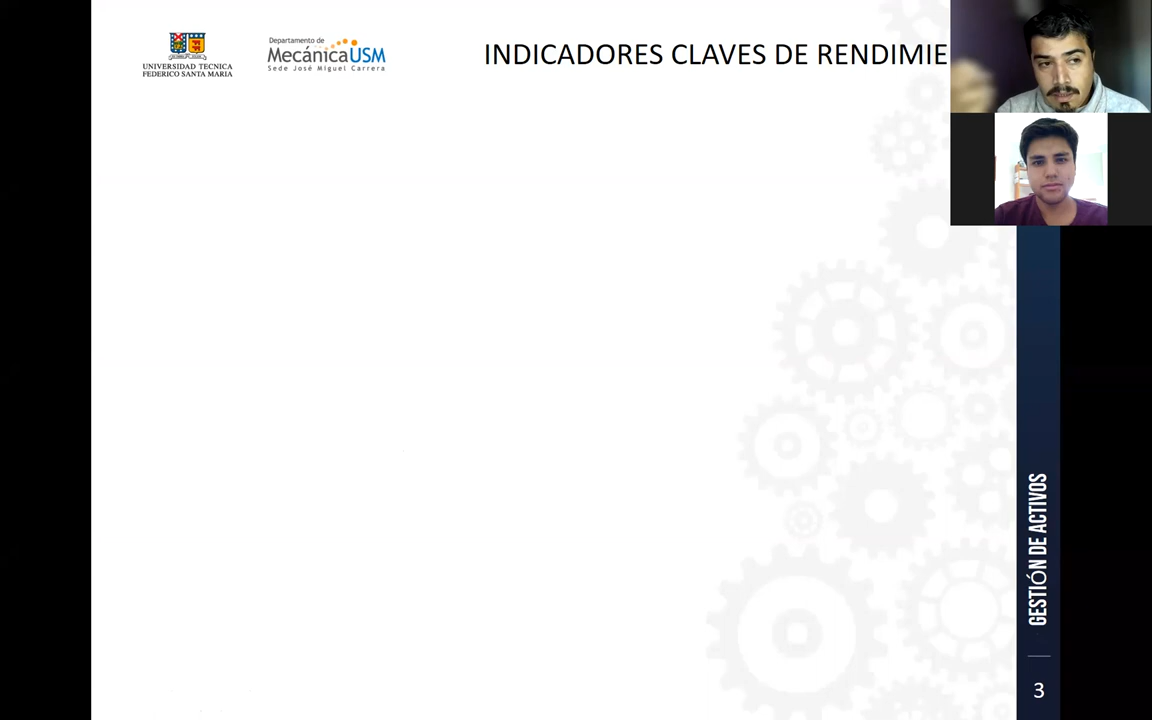 UNIVERSIDAD TECNICA
FEDERICO SANTA MARIA
Departamento de
MecánicaUSM
Sede José Miguel Carrera
INDICADORES CLAVES DE RENDIMIE
GESTIÓN DE ACTIVOS
3